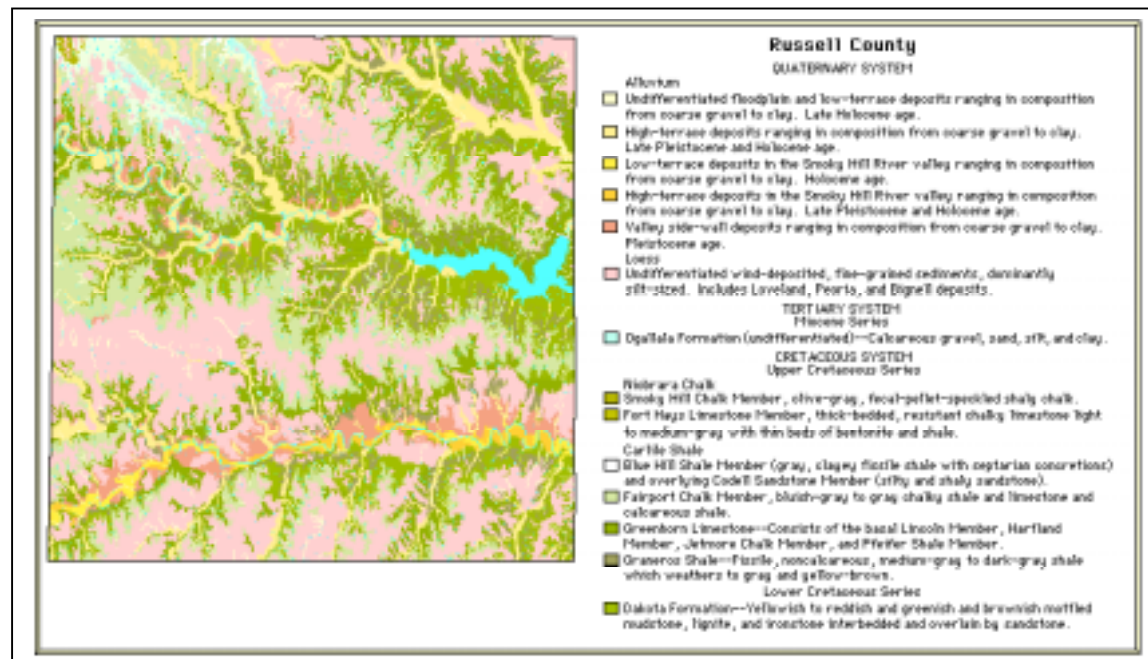 Russell County
QUATERNARY SYSTEM
Alluvium
Undifferentiated floodplain and low-terrace deposits ranging in composition
from coarse gravel to clay. Late Holocene age.
High-terrace deposits ranging in composition from coarse gravel to clay.
Late Pleistocene and Holocene age.
Low-terrace deposits in the Smoky Hill River valley ranging in composition
from coarse gravel to clay. Holocene age.
High-terrace deposits in the Smoky Hill River valley ranging in composition
from coarse gravel to clay. Late Pleistocene and Holocene age.
Valley side-wall deposits ranging in composition from coarse gravel to clay.
Pleistocene age.
Loess
Undifferentiated wind-deposited, fine-grained sediments, dominantly
silt-sized. Includes Loveland, Peoria, and Bignell deposits.
TERTIARY SYSTEM
Miocene Series
Ogallala Formation (undifferentiated)--Calcareous gravel, sand, silt, and clay.
CRETACEOUS SYSTEM
Upper Cretaceous Series
Niobrara Chalk
Smoky Hill Chalk Member, olive-gray, fecal-pellet-speckled shaly chalk.
Fort Hays Limestone Member, thick-bedded, resistant chalky limestone light
to medium-gray with thin beds of bentonite and shale.
Carlile Shale
Blue Hill Shale Member (gray, clayey fissile shale with septarian concretions)
and overlying Codell Sandstone Member (silty and shaly sandstone).
Fairport Chalk Member, bluish-gray to gray chalky shale and limestone and
calcareous shale.
Greenhorn Limestone--Consists of the basal Lincoln Member, Hartland
Member, Jetmore Chalk Member, and Pfeifer Shale Member.
Graneros Shale--Fissile, noncalcareous, medium-gray to dark-gray shale
which weathers to gray and yellow-brown.
Lower Cretaceous Series
Dakota Formation--Yellowish to reddish and greenish and brownish mottled
mudstone, lignite, and ironstone interbedded and overlain by sandstone.